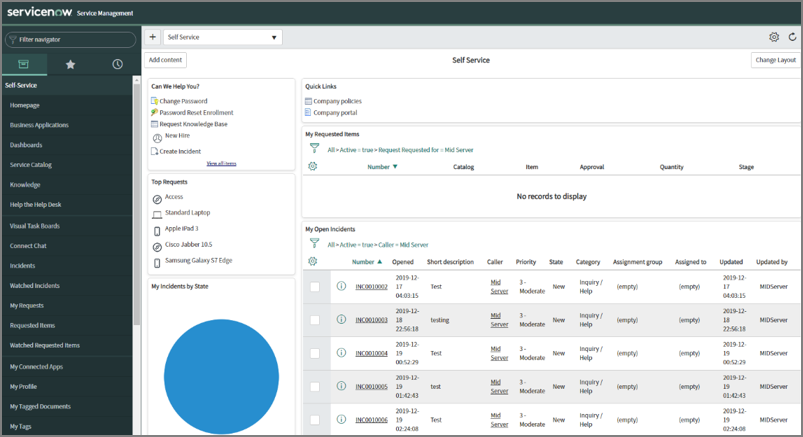 servicenow Service Management
Filter navigator
Self-Service
Homepage
Business Applications
Dashboards
Service Catalog
Knowledge
Help the Help Desk
Visual Task Boards
Connect Chat
Incidents
Watched Incidents
My Requests
Requested Items
Watched Requested Items
My Connected Apps
My Profile
My Tagged Documents
My Tags
Self Service
Add content
Self Service
Change Layout
Can We Help You?
Change Password
Password Reset Enrollment
Request Knowledge Base
New Hire
Create Incident
View all items
Top Requests
Access
Standard Laptop
Apple iPad 3
Cisco Jabber 10.5
Samsung Galaxy S7 Edge
My Incidents by State
Quick Links
Company policies
Company portal
My Requested Items
All > Active = true > Request Requested for = Mid Server
Number ▼ Catalog Item Approval Quantity Stage
No records to display
My Open Incidents
All > Active = true > Caller = Mid Server
Number ▲ Opened Short description Caller Priority State Category Assignment group Assigned to Updated Updated by
INC0010002 2019-12-17 04:03:15 Test Mid Server 3 - Moderate New Inquiry / Help (empty) (empty) 2019-12-17 04:03:15 MIDServer
INC0010003 2019-12-18 22:56:18 testing Mid Server 3 - Moderate New Inquiry / Help (empty) (empty) 2019-12-18 22:56:18 MIDServer
INC0010004 2019-12-19 00:52:29 Test Mid Server 3 - Moderate New Inquiry / Help (empty) (empty) 2019-12-19 00:52:29 MIDServer
INC0010005 2019-12-19 01:42:43 test Mid Server 3 - Moderate New Inquiry / Help (empty) (empty) 2019-12-19 01:42:43 MIDServer
INC0010006 2019-12-19 02:24:08 Test Mid Server 3 - Moderate New Inquiry / Help (empty) (empty) 2019-12-19 02:24:08 MIDServer